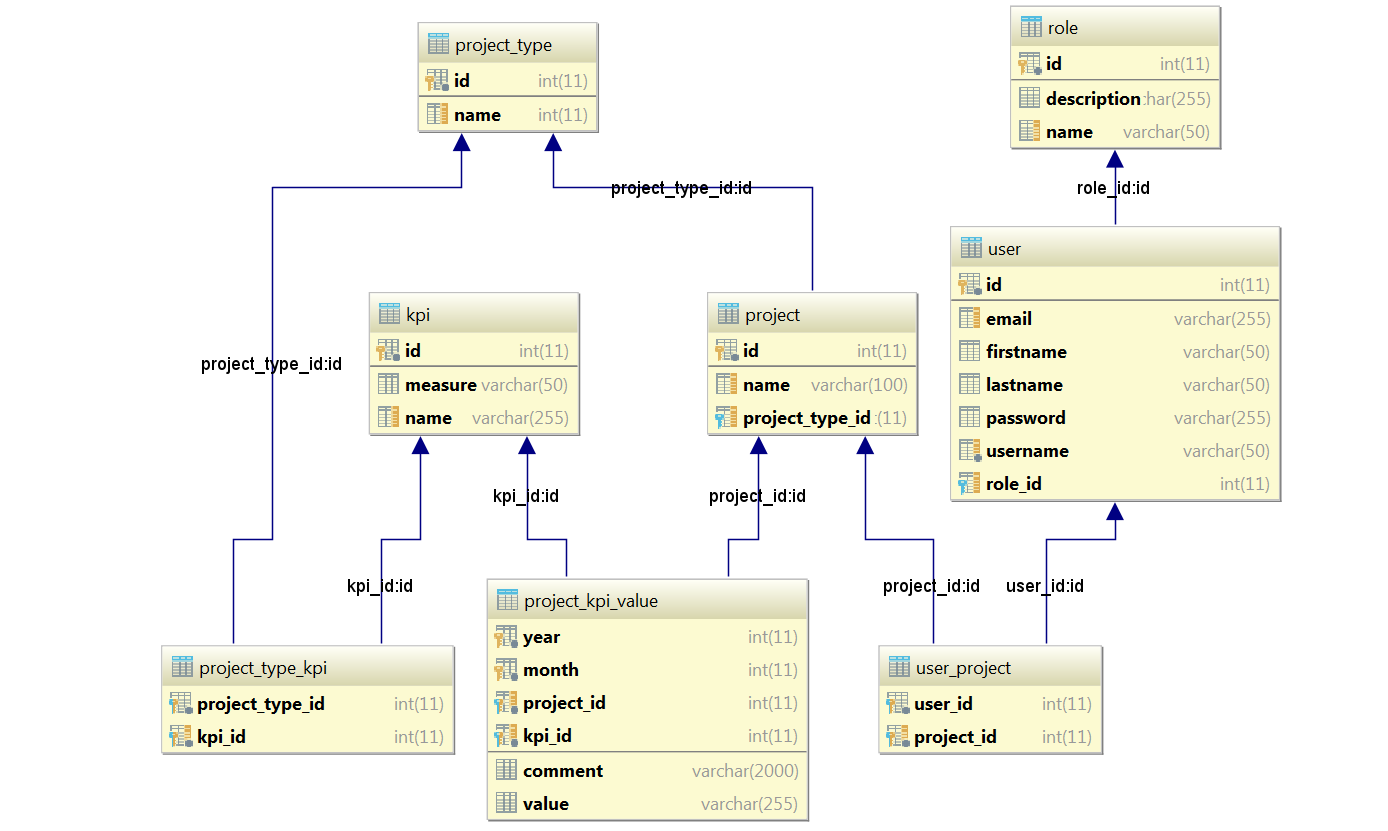 project_type
id int(11)
name int(11)
role
id int(11)
description har(255)
name varchar(50)
project_type_id:id
role_id:id
user
id int(11)
email varchar(255)
firstname varchar(50)
lastname varchar(50)
password varchar(255)
username varchar(50)
role_id int(11)
kpi
id int(11)
measure varchar(50)
name varchar(255)
project
id int(11)
name varchar(100)
project_type_id (11)
project_type_id:id
kpi_id:id
project_id:id
kpi_id:id
project_id:id
user_id:id
project_kpi_value
year int(11)
month int(11)
project_id int(11)
kpi_id int(11)
comment varchar(2000)
value varchar(255)
project_type_kpi
project_type_id int(11)
kpi_id int(11)
user_project
user_id int(11)
project_id int(11)